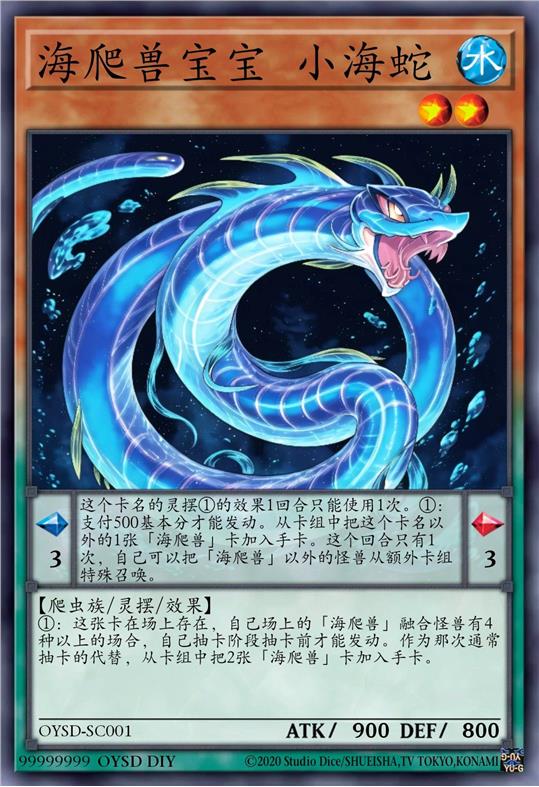 海爬兽宝宝 小海蛇
水
这个卡名的灵摆①的效果1回合只能使用1次。①:
支付500基本分才能发动。从卡组中把这个卡名以
外的1张「海爬兽」卡加入手卡。这个回合只有1
次，自己可以把「海爬兽」以外的怪兽从额外卡组
特殊召唤。
3
3
【爬虫族/灵摆/效果】
①：这张卡在场上存在，自己场上的「海爬兽」融合怪兽有4
种以上的场合，自己抽卡阶段抽卡前才能发动。作为那次通常
抽卡的代替，从卡组中把2张「海爬兽」卡加入手卡。
OYSD-SC001
ATK/ 900 DEF/ 800
99999999 OYSD DIY
©2020 Studio Dice/SHUEISHA,TV TOKYO,KONAMI
YU-G